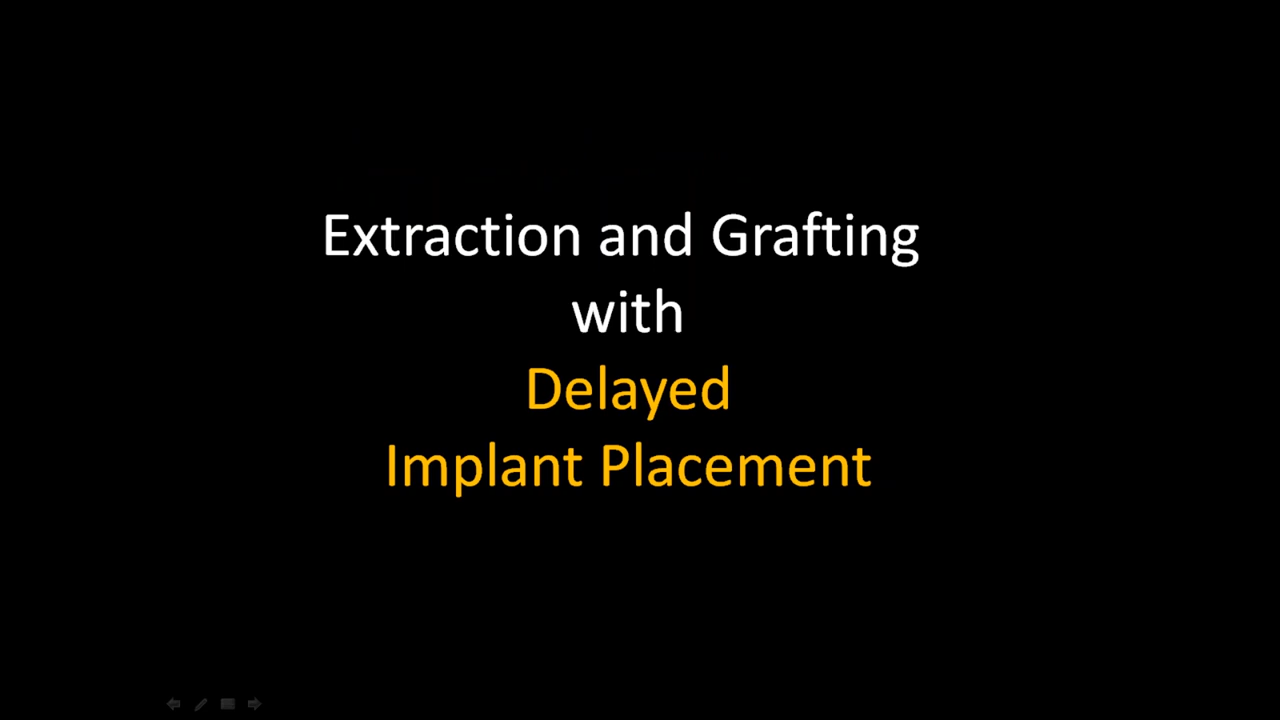 Extraction and Grafting
with
Delayed
Implant Placement